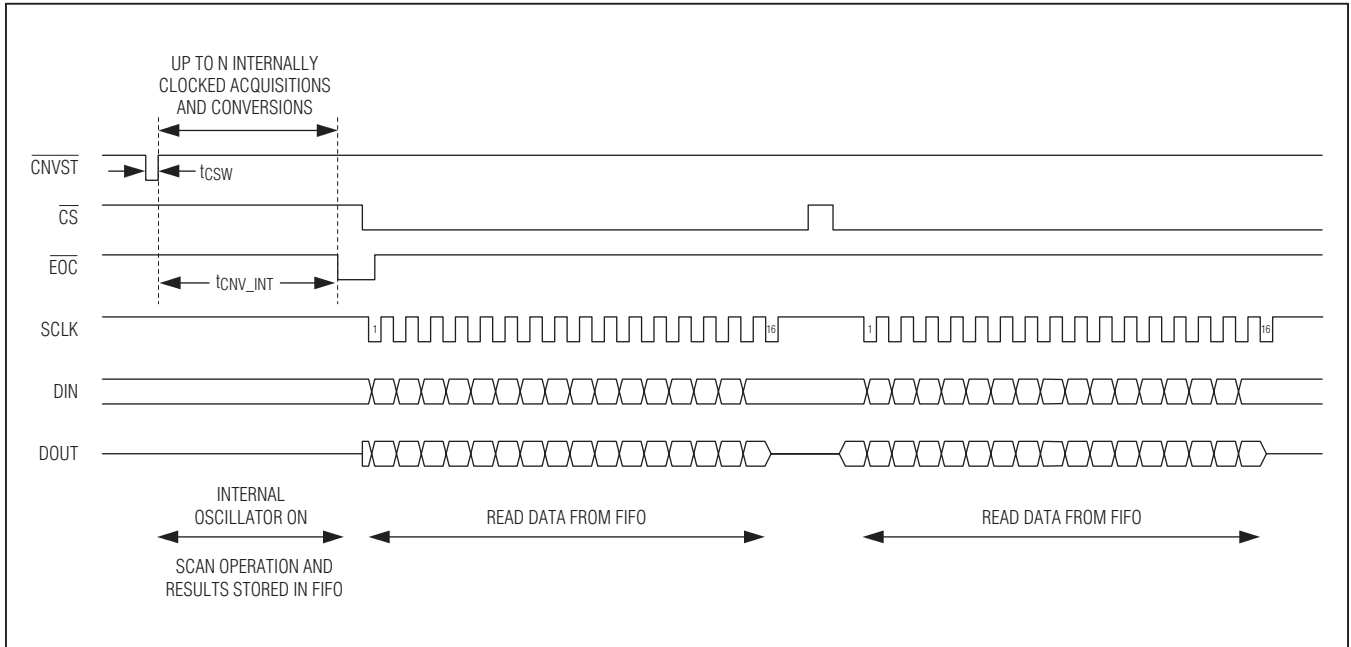 UP TO N INTERNALLY
CLOCKED ACQUISITIONS
AND CONVERSIONS
CNVST
tCSW
CS
EOC
tCNV_INT
SCLK
1
16
1
16
DIN
DOUT
INTERNAL
OSCILLATOR ON
READ DATA FROM FIFO
READ DATA FROM FIFO
SCAN OPERATION AND
RESULTS STORED IN FIFO